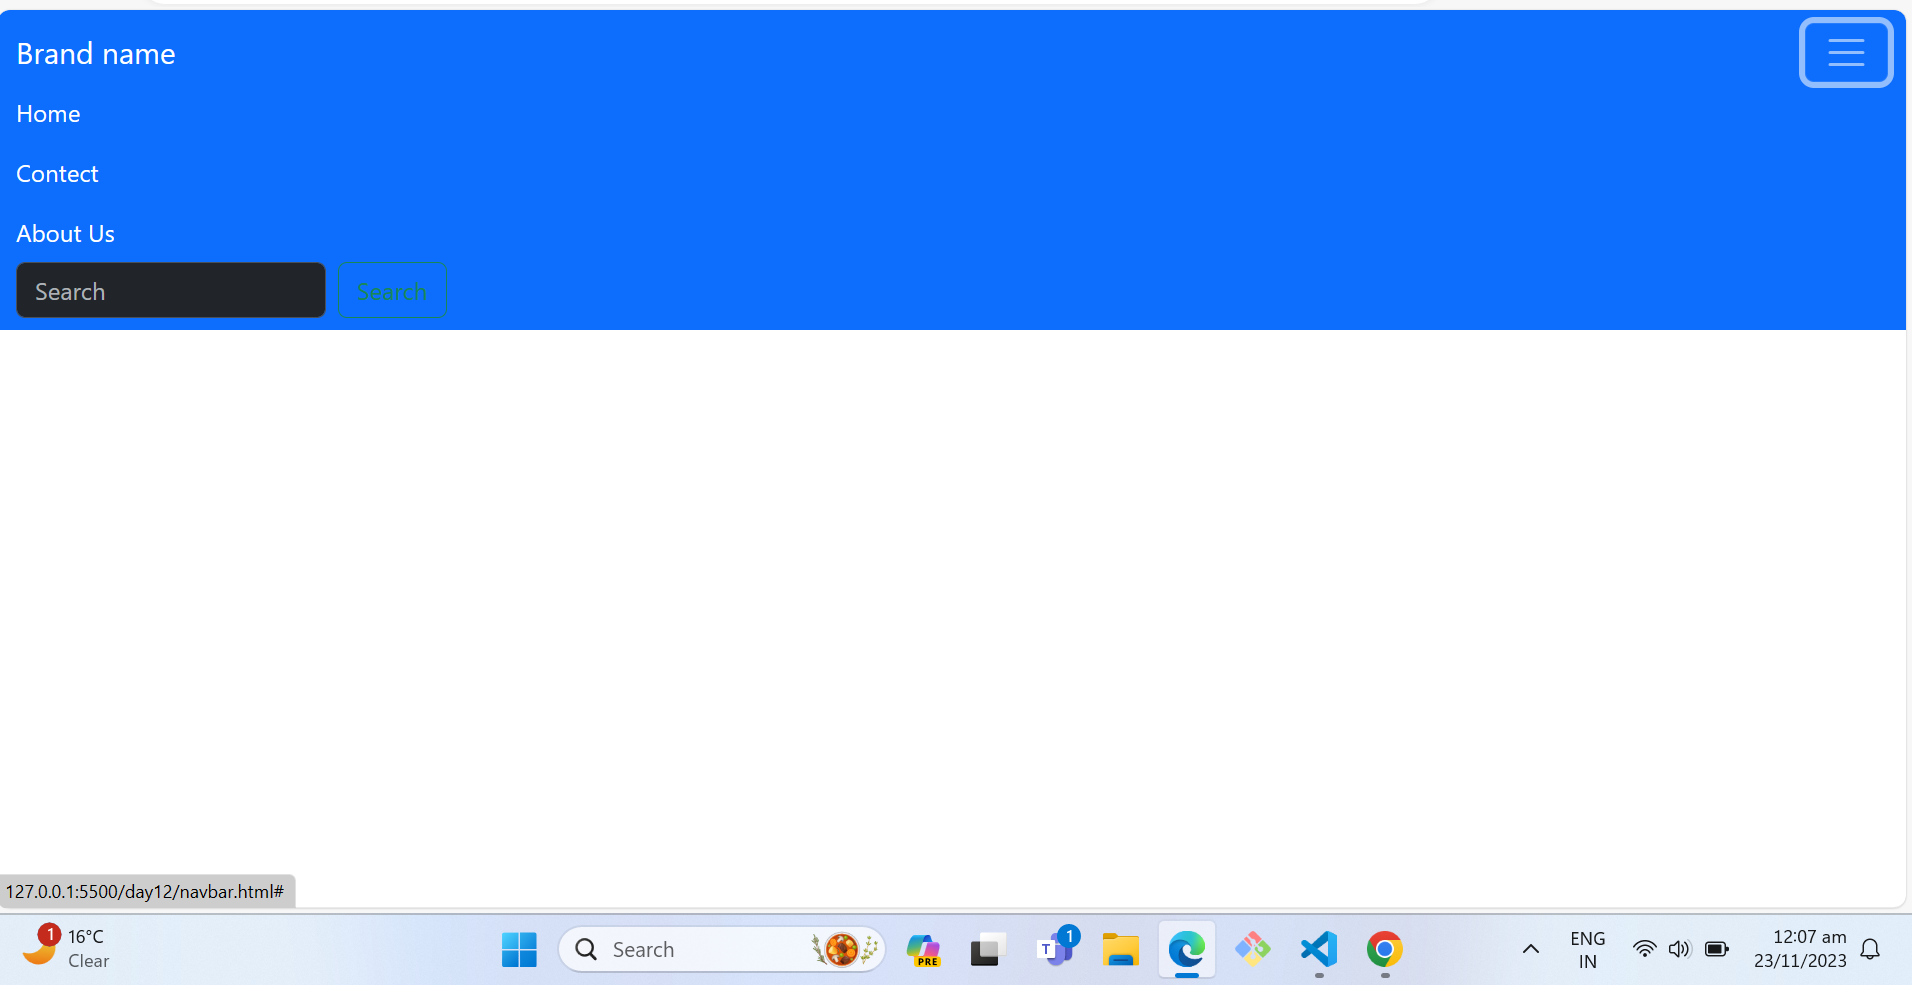 Brand name
Home
Contect
About Us
Search Search
127.0.0.1:5500/day12/navbar.html#
1 16°C
Clear
Search
PRE
T 1
ENG
IN
12:07 am
23/11/2023